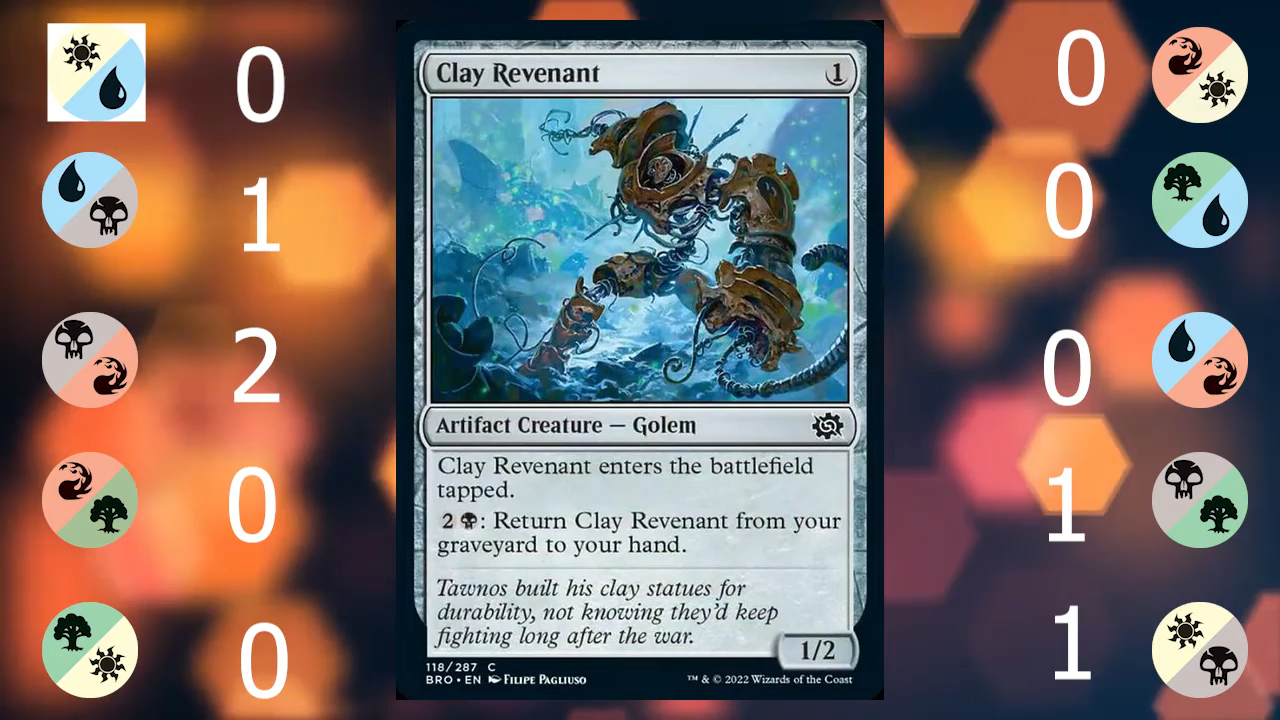 0
1
2
0
0
Clay Revenant 1
Artifact Creature — Golem
Clay Revenant enters the battlefield
tapped.
2 : Return Clay Revenant from your
graveyard to your hand.
Tawnos built his clay statues for
durability, not knowing they'd keep
fighting long after the war.
1/2
118/287 C
BRO • EN Filipe Pagliuso
™ & © 2022 Wizards of the Coast
0
0
0
1
1